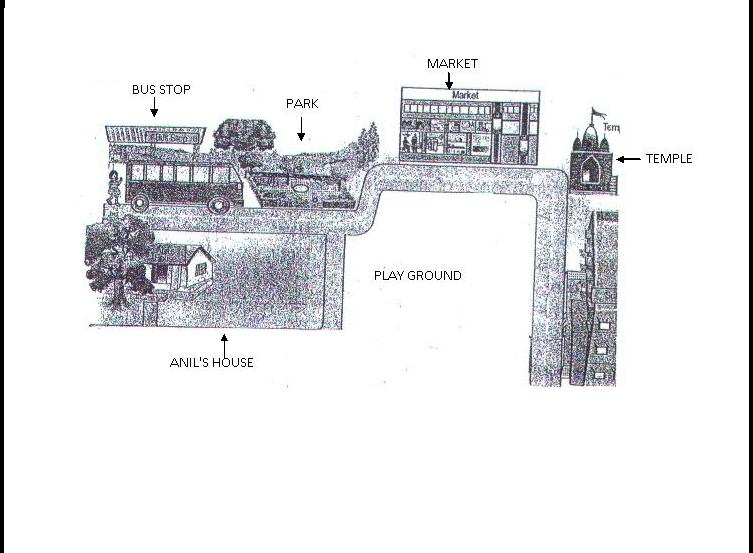 MARKET
BUS STOP
PARK
Market
TEMPLE
PLAY GROUND
ANIL'S HOUSE